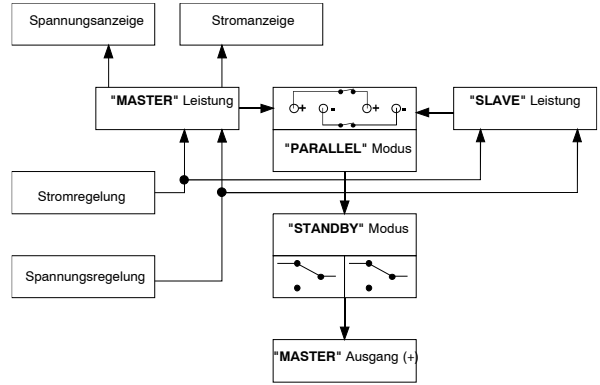 Spannungsanzeige
Stromanzeige
"MASTER" Leistung
+ - + -
"SLAVE" Leistung
"PARALLEL" Modus
Stromregelung
"STANDBY" Modus
Spannungsregelung
"MASTER" Ausgang (+)